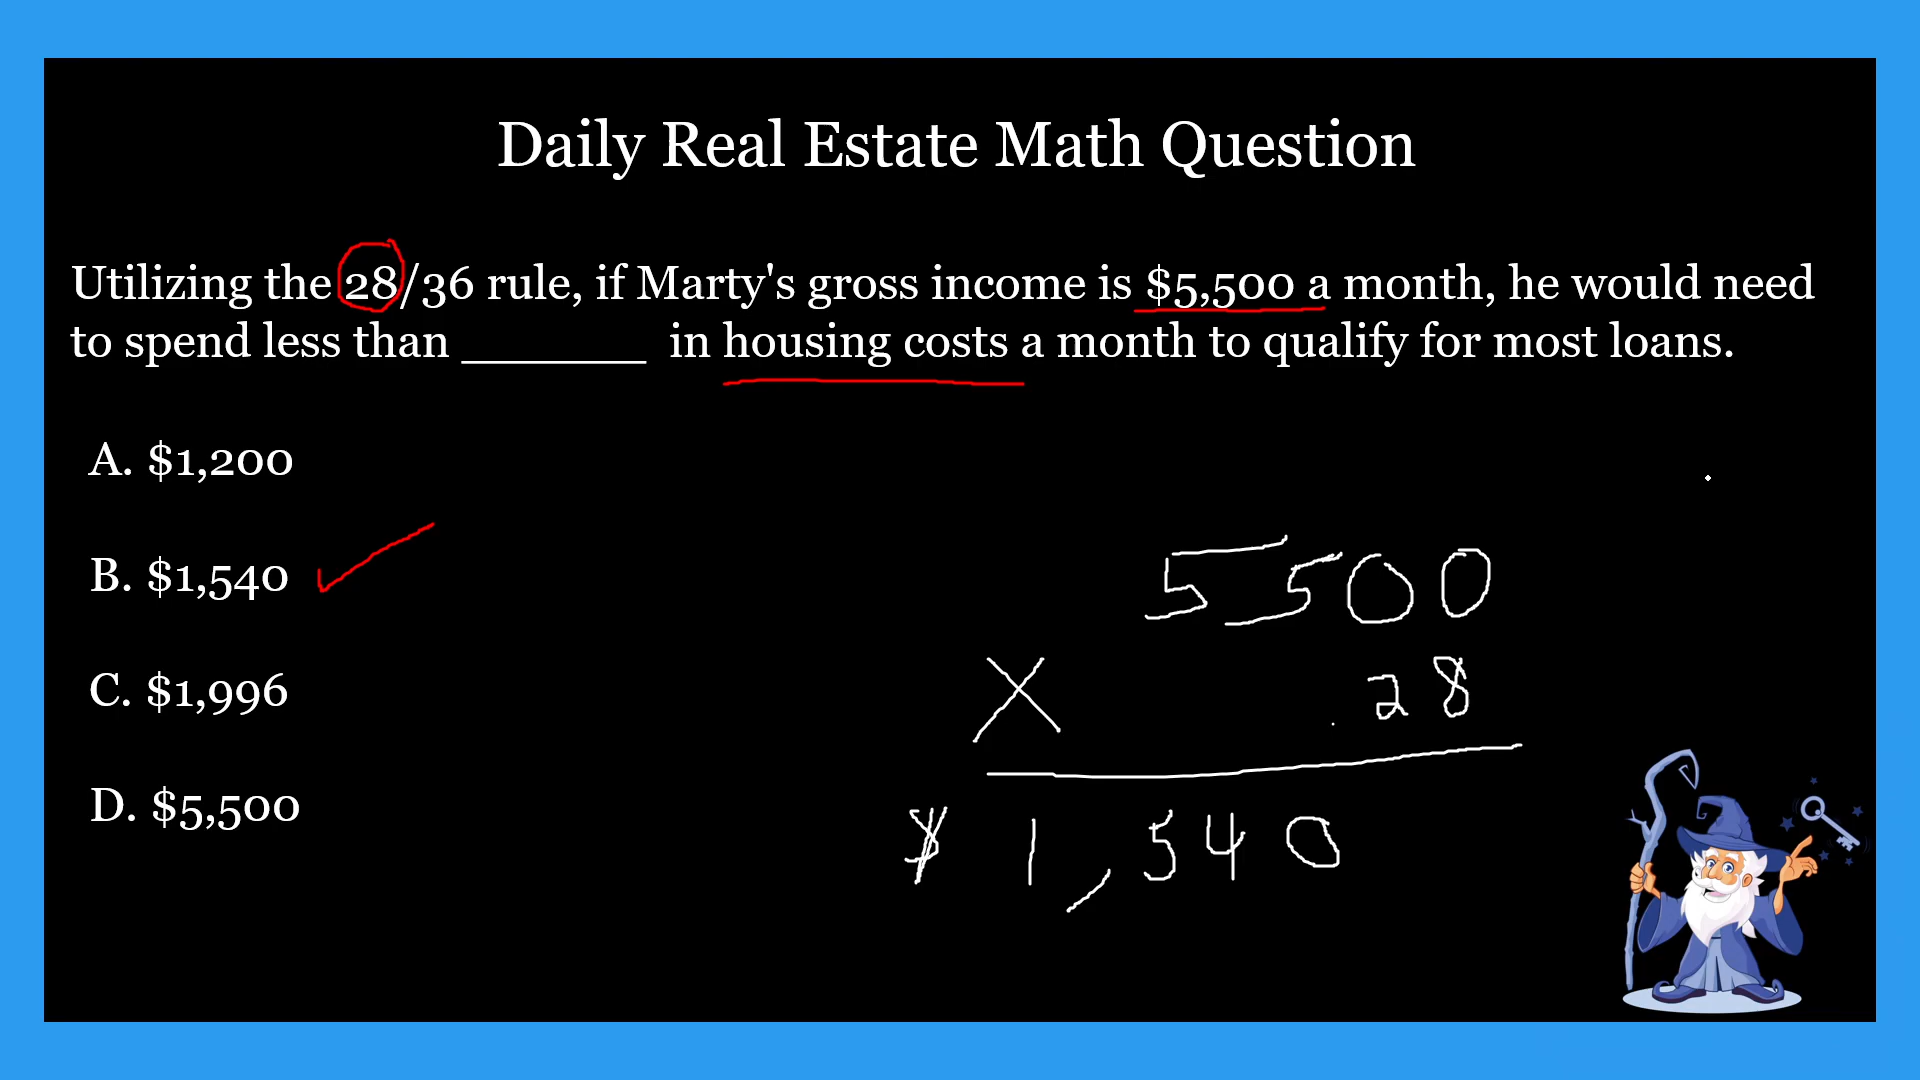 Daily Real Estate Math Question
Utilizing the 28/36 rule, if Marty's gross income is $5,500 a month, he would need
to spend less than ______ in housing costs a month to qualify for most loans.
A. $1,200
B. $1,540
C. $1,996
D. $5,500
5500
X .28
$1,540